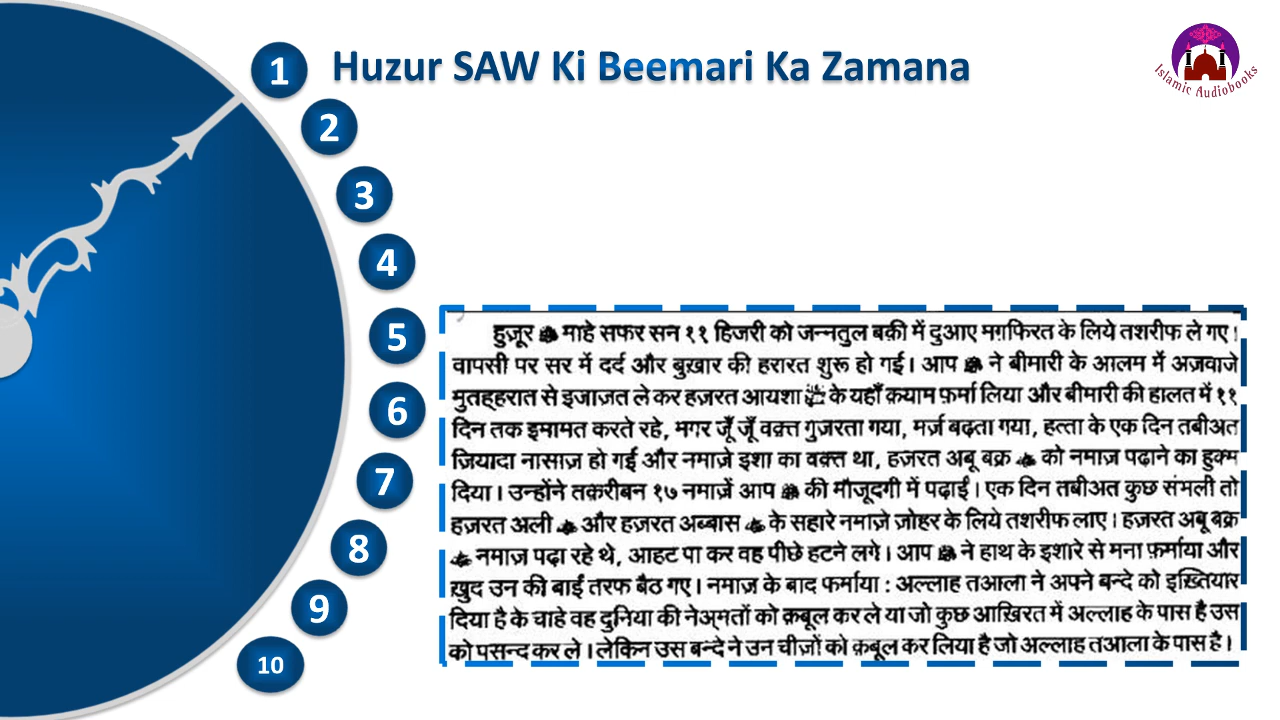 1
Huzur SAW Ki Beemari Ka Zamana
Islamic Audiobooks
2
3
4
5
6
7
8
9
10
हुज़ूर ﷺ माहे सफर सन ११ हिजरी को जन्नतुल बक़ी में दुआए मग़फिरत के लिये तशरीफ ले गए।
वापसी पर सर में दर्द और बुख़ार की हरारत शुरू हो गई। आप ﷺ ने बीमारी के आलम में अज़वाजे
मुतह्हरात से इजाज़त ले कर हज़रत आयशा के यहाँ क़याम फ़र्मा लिया और बीमारी की हालत में ११
दिन तक इमामत करते रहे, मगर जूँ जूँ वक़्त गुज़रता गया, मर्ज़ बढ़ता गया, हत्ता के एक दिन तबीअत
ज़ियादा नासाज़ हो गई और नमाज़े इशा का वक़्त था, हज़रत अबू बक्र को नमाज़ पढ़ाने का हुक्म
दिया। उन्होंने तक़रीबन १७ नमाज़ें आप ﷺ की मौजूदगी में पढ़ाई। एक दिन तबीअत कुछ संभली तो
हज़रत अली और हज़रत अब्बास के सहारे नमाज़े ज़ोहर के लिये तशरीफ लाए। हज़रत अबू बक्र
नमाज़ पढ़ा रहे थे, आहट पा कर वह पीछे हटने लगे। आप ﷺ ने हाथ के इशारे से मना फ़र्माया और
ख़ुद उन की बाईं तरफ बैठ गए। नमाज़ के बाद फर्माया : अल्लाह तआला ने अपने बन्दे को इख़्तियार
दिया है के चाहे वह दुनिया की नेअ्मतों को क़बूल कर ले या जो कुछ आख़िरत में अल्लाह के पास है उस
को पसन्द कर ले। लेकिन उस बन्दे ने उन चीज़ों को क़बूल कर लिया है जो अल्लाह तआला के पास है।